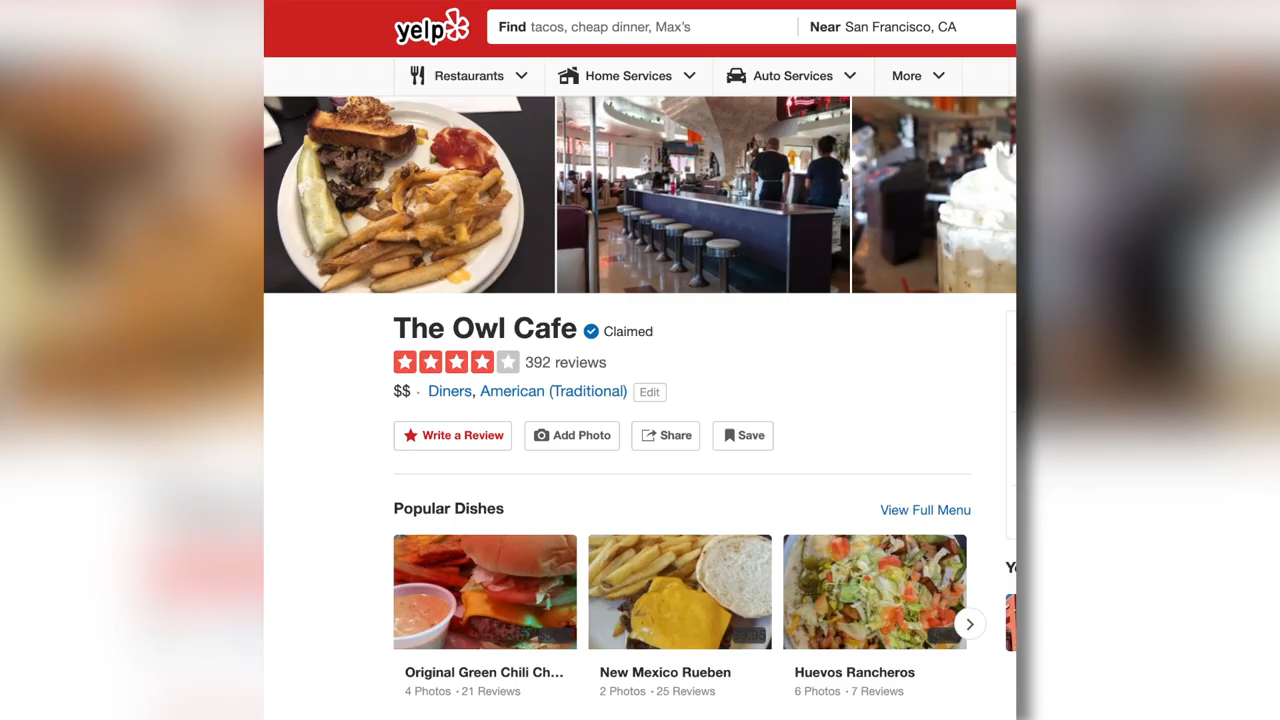 yelp
Find tacos, cheap dinner, Max's
Near San Francisco, CA
Restaurants
Home Services
Auto Services
More
The Owl Cafe
Claimed
392 reviews
$$ · Diners, American (Traditional) Edit
Write a Review
Add Photo
Share
Save
Popular Dishes
View Full Menu
Original Green Chili Ch...
4 Photos · 21 Reviews
New Mexico Rueben
2 Photos · 25 Reviews
Huevos Rancheros
6 Photos · 7 Reviews